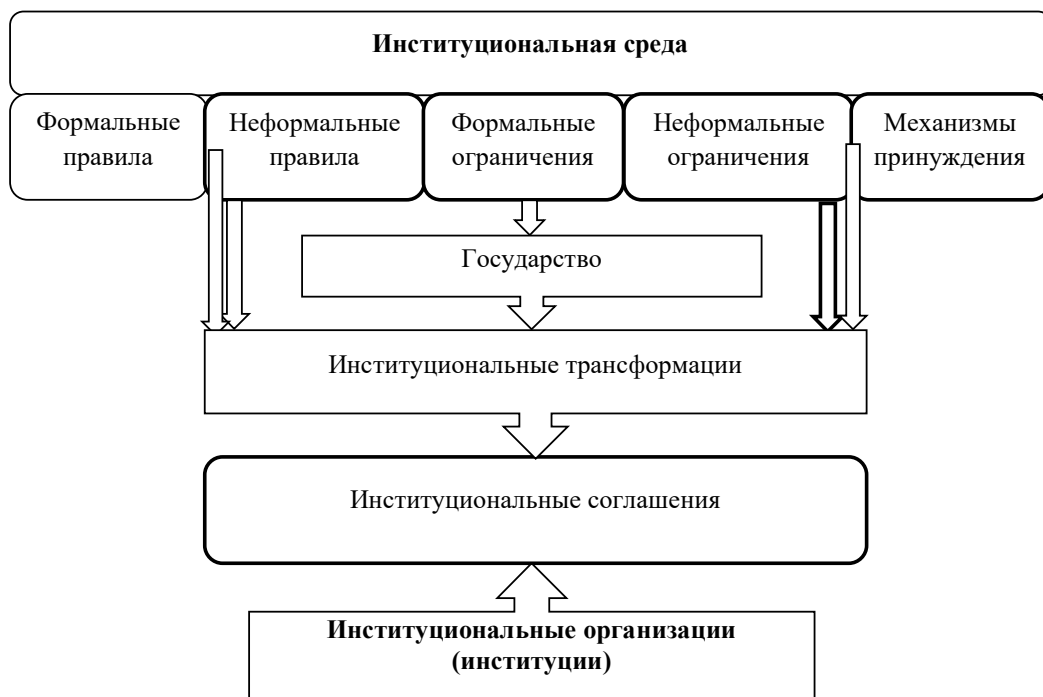 Институциональная среда
Формальные
правила
Неформальные
правила
Формальные
ограничения
Неформальные
ограничения
Механизмы
принуждения
Государство
Институциональные трансформации
Институциональные соглашения
Институциональные организации
(институции)